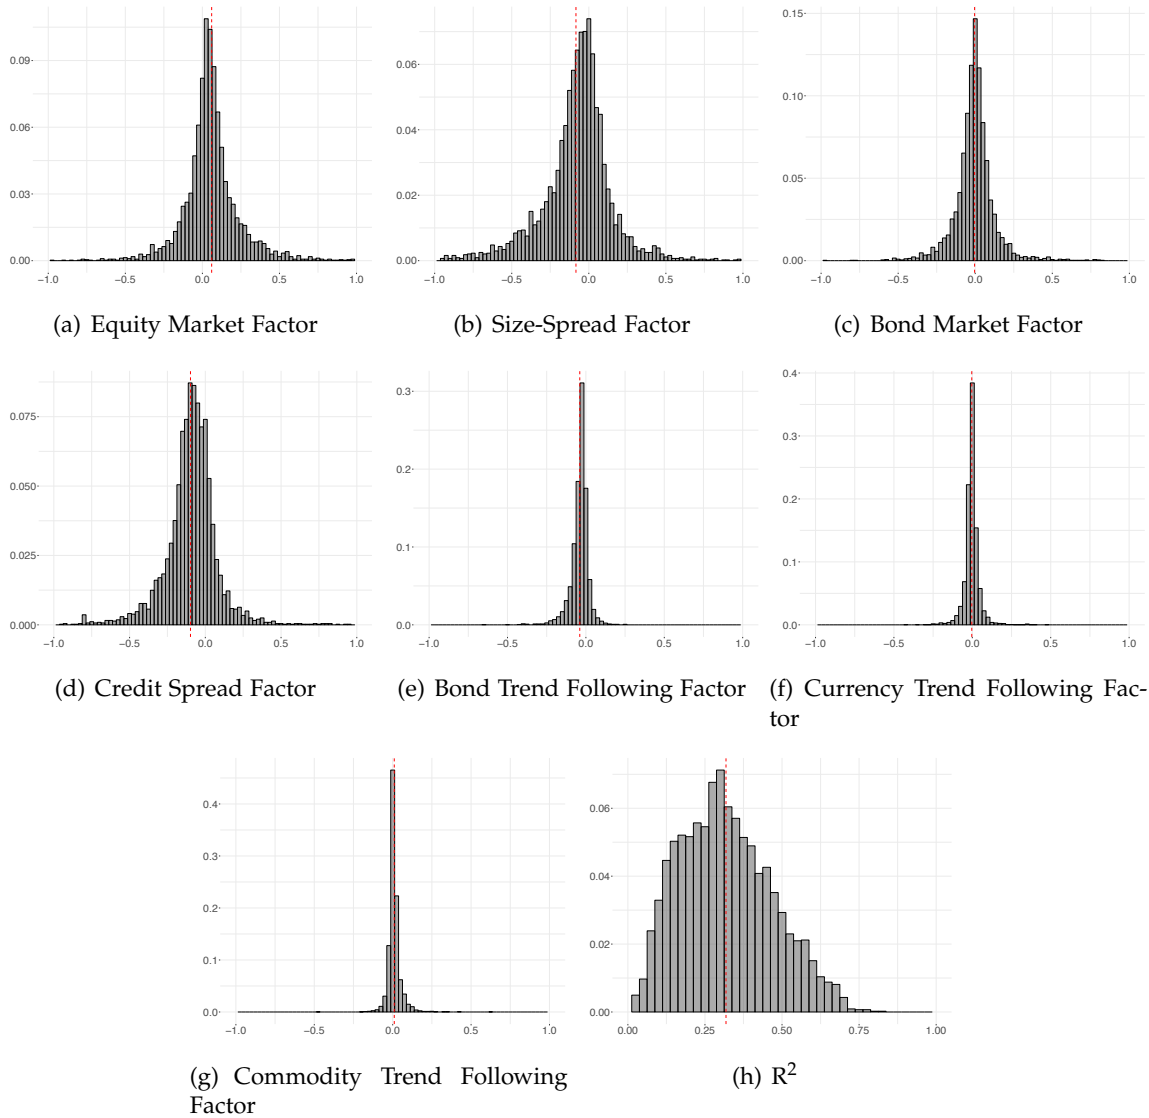 0.09
0.06
0.03
0.00
−1.0 −0.5 0.0 0.5 1.0
(a) Equity Market Factor
0.06
0.04
0.02
0.00
−1.0 −0.5 0.0 0.5 1.0
(b) Size-Spread Factor
0.15
0.10
0.05
0.00
−1.0 −0.5 0.0 0.5 1.0
(c) Bond Market Factor
0.075
0.050
0.025
0.000
−1.0 −0.5 0.0 0.5 1.0
(d) Credit Spread Factor
0.3
0.2
0.1
0.0
−1.0 −0.5 0.0 0.5 1.0
(e) Bond Trend Following Factor
0.4
0.3
0.2
0.1
0.0
−1.0 −0.5 0.0 0.5 1.0
(f) Currency Trend Following Fac-
tor
0.4
0.3
0.2
0.1
0.0
−1.0 −0.5 0.0 0.5 1.0
(g) Commodity Trend Following
Factor
0.06
0.04
0.02
0.00
0.00 0.25 0.50 0.75 1.00
(h) R²